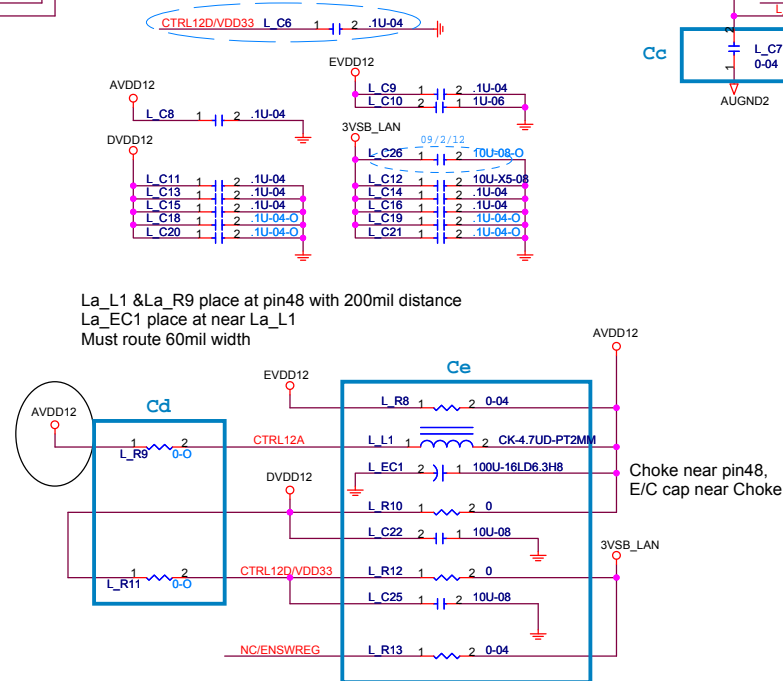 CTRL12D/VDD33 L_C6 1 2 .1U-04
Cc
2
1
L_C7
0-04
AUGND2
AVDD12
L_C8 1 2 .1U-04
EVDD12
L_C9 1 2 .1U-04
L_C10 2 1 1U-06
DVDD12
L_C11 1 2 .1U-04
L_C13 1 2 .1U-04
L_C15 1 2 .1U-04
L_C18 1 2 .1U-04-O
L_C20 1 2 .1U-04-O
3VSB_LAN
09/2/12
L_C26 1 2 10U-08-O
L_C12 1 2 10U-X5-08
L_C14 1 2 .1U-04
L_C16 1 2 .1U-04
L_C19 1 2 .1U-04-O
L_C21 1 2 .1U-04-O
La_L1 &La_R9 place at pin48 with 200mil distance
La_EC1 place at near La_L1
Must route 60mil width
AVDD12
Cd
1 2
L_R9 0-O
CTRL12A
EVDD12
DVDD12
1 2
L_R11 0-O
CTRL12D/VDD33
NC/ENSWREG
Ce
L_R8 1 2 0-04
L_L1 1 2 CK-4.7UD-PT2MM
L_EC1 2 1 100U-16LD6.3H8
L_R10 1 2 0
L_C22 2 1 10U-08
L_R12 1 2 0
L_C25 1 2 10U-08
L_R13 1 2 0-04
AVDD12
Choke near pin48,
E/C cap near Choke
3VSB_LAN